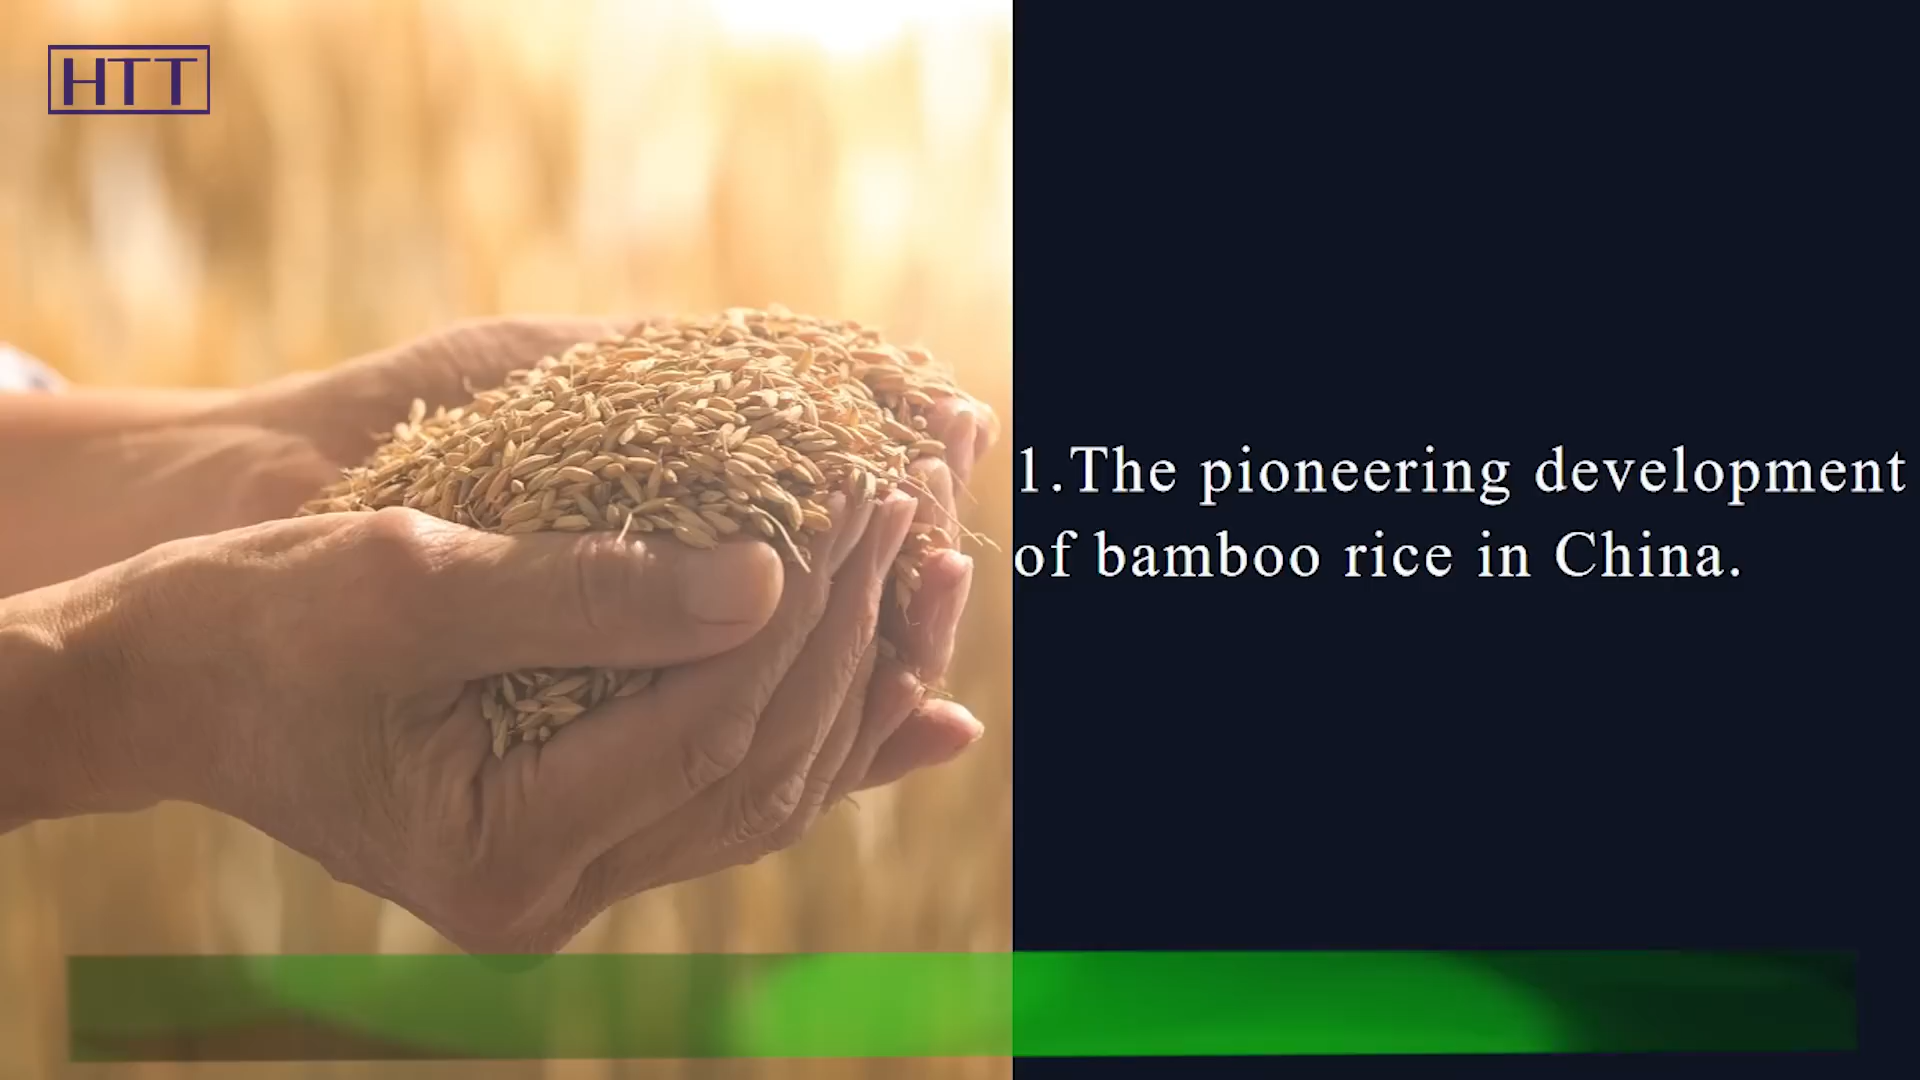 HTT
1.The pioneering development
of bamboo rice in China.